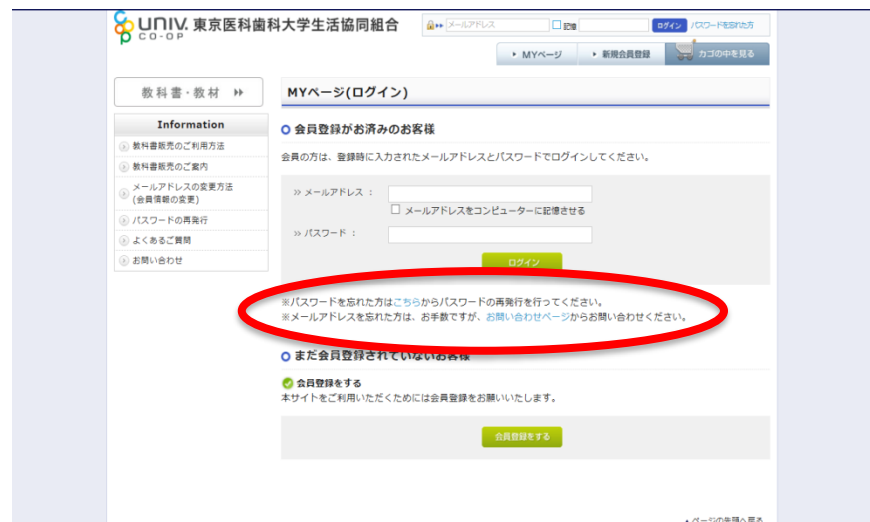 UNIV. 東京医科歯科大学生活協同組合
CO-OP
メールアドレス 記憶 ログイン パスワードを忘れた方
MYページ 新規会員登録 カゴの中を見る
教科書・教材
Information
教科書販売のご利用方法
教科書販売のご案内
メールアドレスの変更方法
(会員情報の変更)
パスワードの再発行
よくあるご質問
お問い合わせ
MYページ(ログイン)
会員登録がお済みのお客様
会員の方は、登録時に入力されたメールアドレスとパスワードでログインしてください。
メールアドレス :
メールアドレスをコンピューターに記憶させる
パスワード :
ログイン
※パスワードを忘れた方はこちらからパスワードの再発行を行ってください。
※メールアドレスを忘れた方は、お手数ですが、お問い合わせページからお問い合わせください。
まだ会員登録されていないお客様
会員登録をする
本サイトをご利用いただくためには会員登録をお願いいたします。
会員登録をする
ページの先頭へ戻る